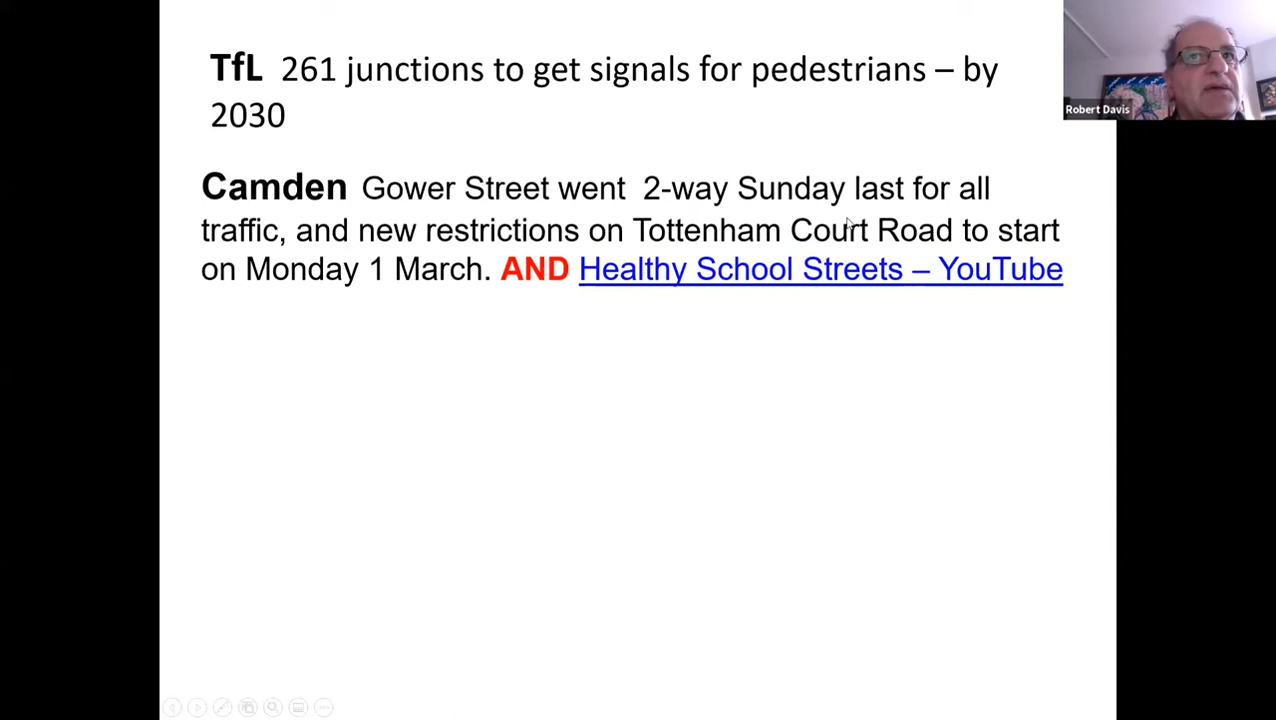 TfL 261 junctions to get signals for pedestrians – by
2030
Robert Davis
Camden Gower Street went 2-way Sunday last for all
traffic, and new restrictions on Tottenham Court Road to start
on Monday 1 March. AND Healthy School Streets – YouTube